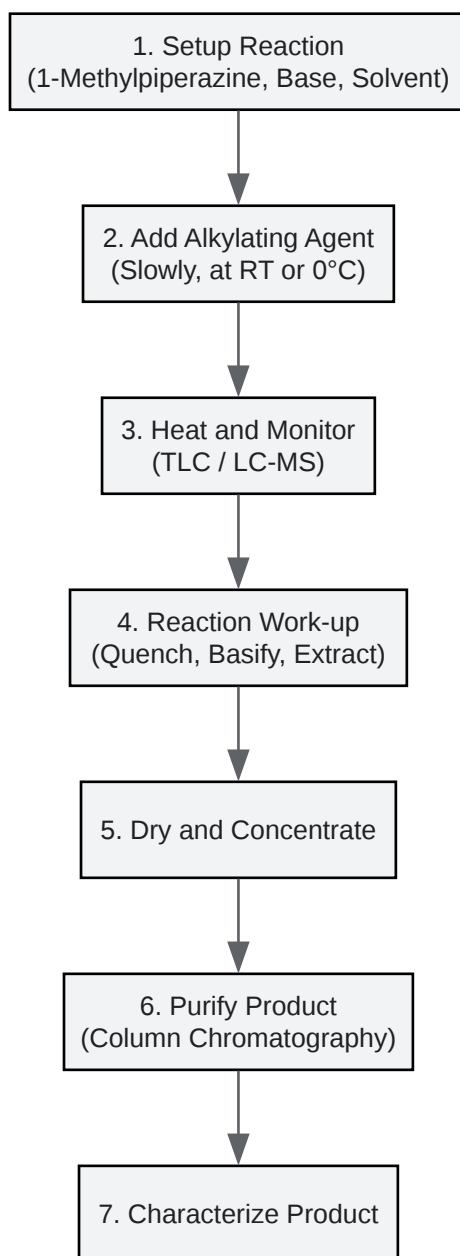 1. Setup Reaction
(1-Methylpiperazine, Base, Solvent)
2. Add Alkylating Agent
(Slowly, at RT or 0°C)
3. Heat and Monitor
(TLC / LC-MS)
4. Reaction Work-up
(Quench, Basify, Extract)
5. Dry and Concentrate
6. Purify Product
(Column Chromatography)
7. Characterize Product